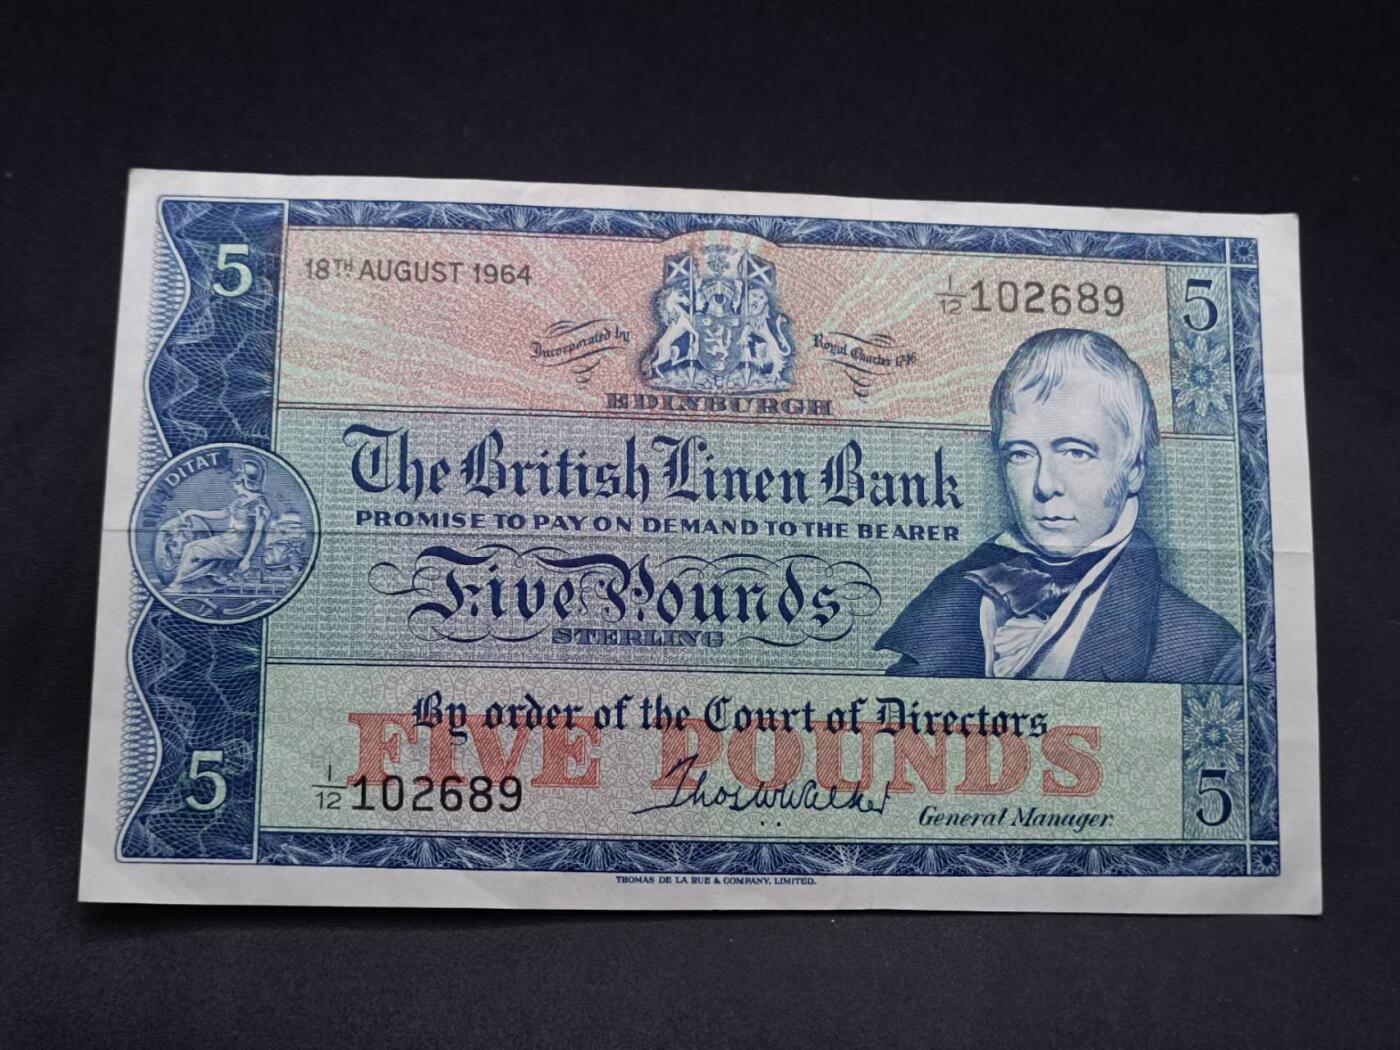 5
18TH AUGUST 1964
1/12 102689
5
Incorporated by
Royal Charter 1746
EDINBURGH
The British Linen Bank
PROMISE TO PAY ON DEMAND TO THE BEARER
DITAT
Five Pounds
STERLING
By order of the Court of Directors
FIVE POUNDS
5
1/12 102689
Thos W Walker
General Manager.
5
THOMAS DE LA RUE & COMPANY, LIMITED.